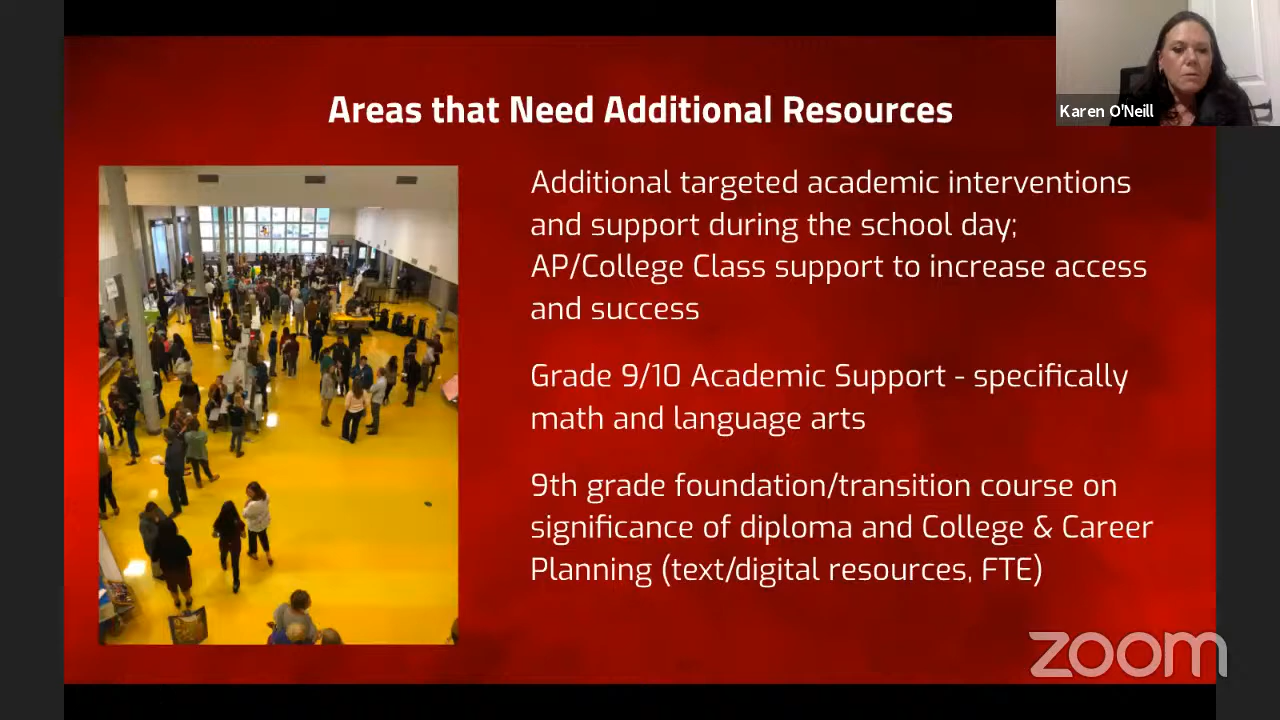 Areas that Need Additional Resources
Karen O'Neill
Additional targeted academic interventions
and support during the school day;
AP/College Class support to increase access
and success
Grade 9/10 Academic Support - specifically
math and language arts
9th grade foundation/transition course on
significance of diploma and College & Career
Planning (text/digital resources, FTE)
zoom